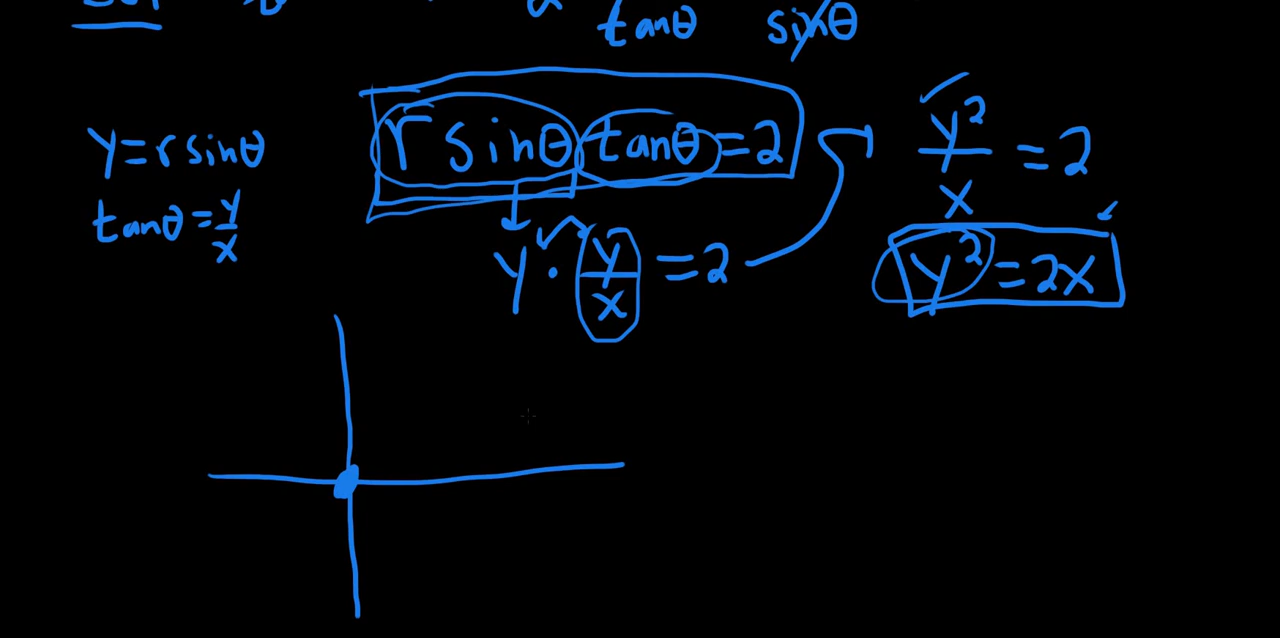 tanθ sinθ
y=r sinθ
r sinθ tanθ=2
y²/x = 2
tanθ = y/x
y · y/x = 2
y² = 2x